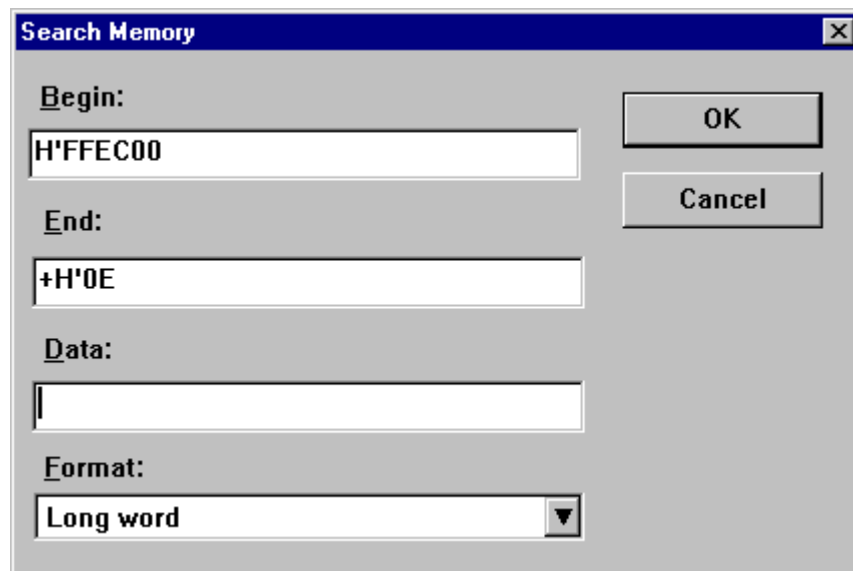 Search Memory
Begin:
H'FFEC00
OK
End:
Cancel
+H'0E
Data:
Format:
Long word